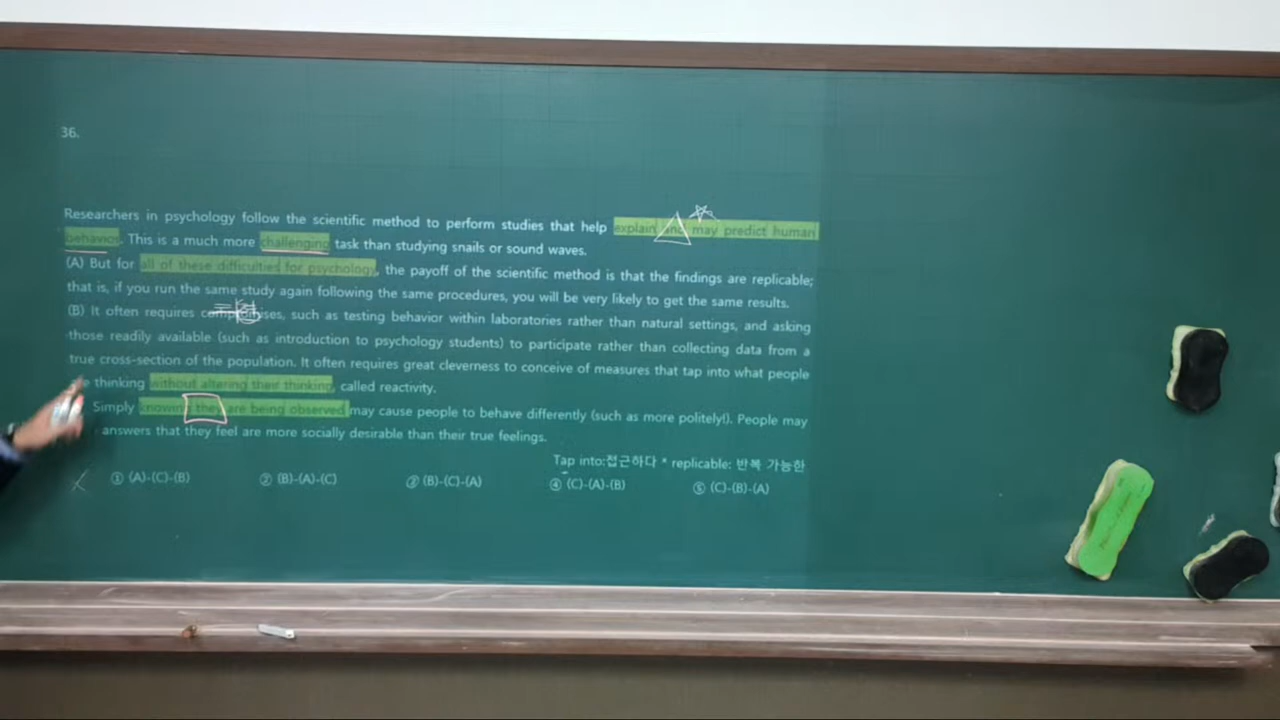 36.
Researchers in psychology follow the scientific method to perform studies that help explain and may predict human
behavior. This is a much more challenging task than studying snails or sound waves.
(A) But for all of these difficultied for psychology, the payoff of the scientific method is that the findings are replicable;
that is, if you run the same study again following the same procedures, you will be very likely to get the same results.
(B) It often requires compromises, such as testing behavior within laboratories rather than natural settings, and asking
those readily available (such as introduction to psychology students) to participate rather than collecting data from a
true cross-section of the population. It often requires great cleverness to conceive of measures that tap into what people
thinking without altering their thinking, called reactivity.
Simply knowing they are being observed may cause people to behave differently (such as more politely!). People may
answers that they feel are more socially desirable than their true feelings.
Tap into:접근하다 * replicable: 반복 가능한
① (A)-(C)-(B) ② (B)-(A)-(C) ③ (B)-(C)-(A) ④ (C)-(A)-(B) ⑤ (C)-(B)-(A)